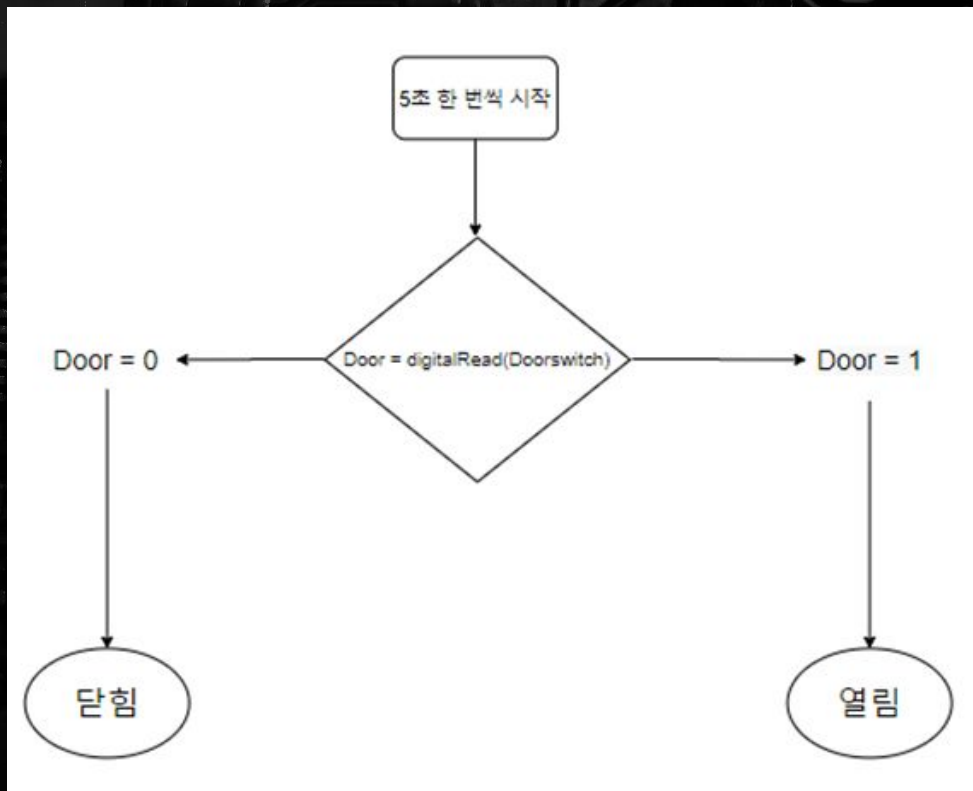 5초 한 번씩 시작
Door = digitalRead(Doorswitch)
Door = 0
Door = 1
닫힘
열림